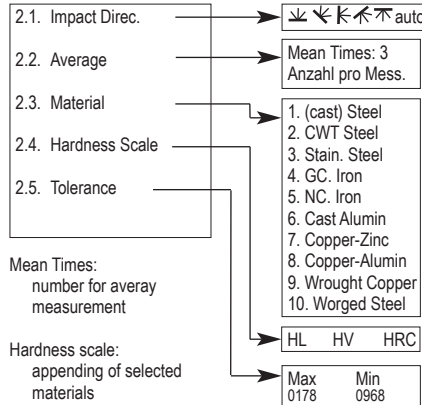 2.1. Impact Direc.
auto
2.2. Average
Mean Times: 3
Anzahl pro Mess.
2.3. Material
1. (cast) Steel
2. CWT Steel
3. Stain. Steel
4. GC. Iron
5. NC. Iron
6. Cast Alumin
7. Copper-Zinc
8. Copper-Alumin
9. Wrought Copper
10. Worged Steel
2.4. Hardness Scale
HL HV HRC
2.5. Tolerance
Max Min
0178 0968
Mean Times:
number for averay
measurement
Hardness scale:
appending of selected
materials